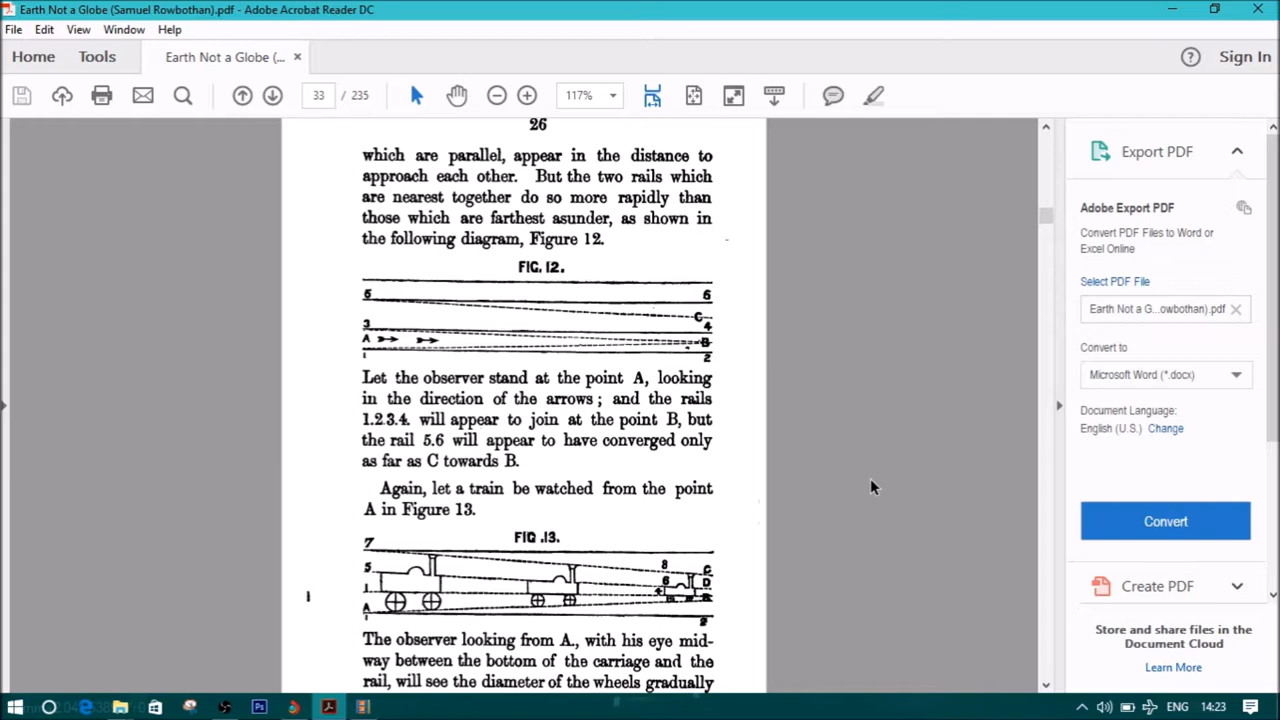 Earth Not a Globe (Samuel Rowbothan).pdf - Adobe Acrobat Reader DC
File Edit View Window Help
Home Tools Earth Not a Globe (... × Sign In
33 / 235 117%
26
which are parallel, appear in the distance to
approach each other. But the two rails which
are nearest together do so more rapidly than
those which are farthest asunder, as shown in
the following diagram, Figure 12.
FIG. 12.
5 6
C
3 4
A B
1 2
Let the observer stand at the point A, looking
in the direction of the arrows; and the rails
1.2.3.4. will appear to join at the point B, but
the rail 5.6 will appear to have converged only
as far as C towards B.
Again, let a train be watched from the point
A in Figure 13.
FIG .13.
7
8 C
5 6 D
A
1 2
The observer looking from A., with his eye mid-
way between the bottom of the carriage and the
rail, will see the diameter of the wheels gradually
Export PDF
Adobe Export PDF
Convert PDF Files to Word or
Excel Online
Select PDF File
Earth Not a G...owbothan).pdf
Convert to
Microsoft Word (*.docx)
Document Language:
English (U.S.) Change
Convert
Create PDF
Store and share files in the
Document Cloud
Learn More
ENG 14:23